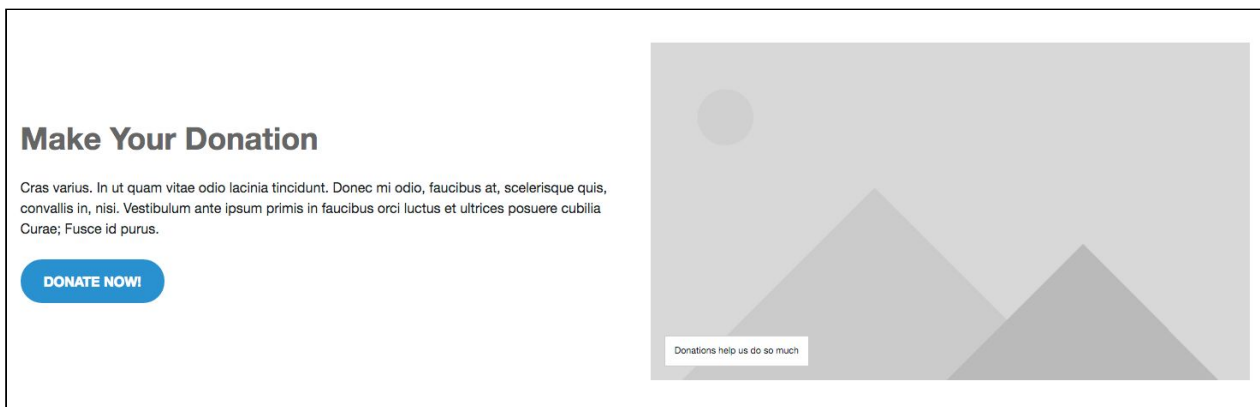 Make Your Donation
Cras varius. In ut quam vitae odio lacinia tincidunt. Donec mi odio, faucibus at, scelerisque quis,
convallis in, nisi. Vestibulum ante ipsum primis in faucibus orci luctus et ultrices posuere cubilia
Curae; Fusce id purus.
DONATE NOW!
Donations help us do so much